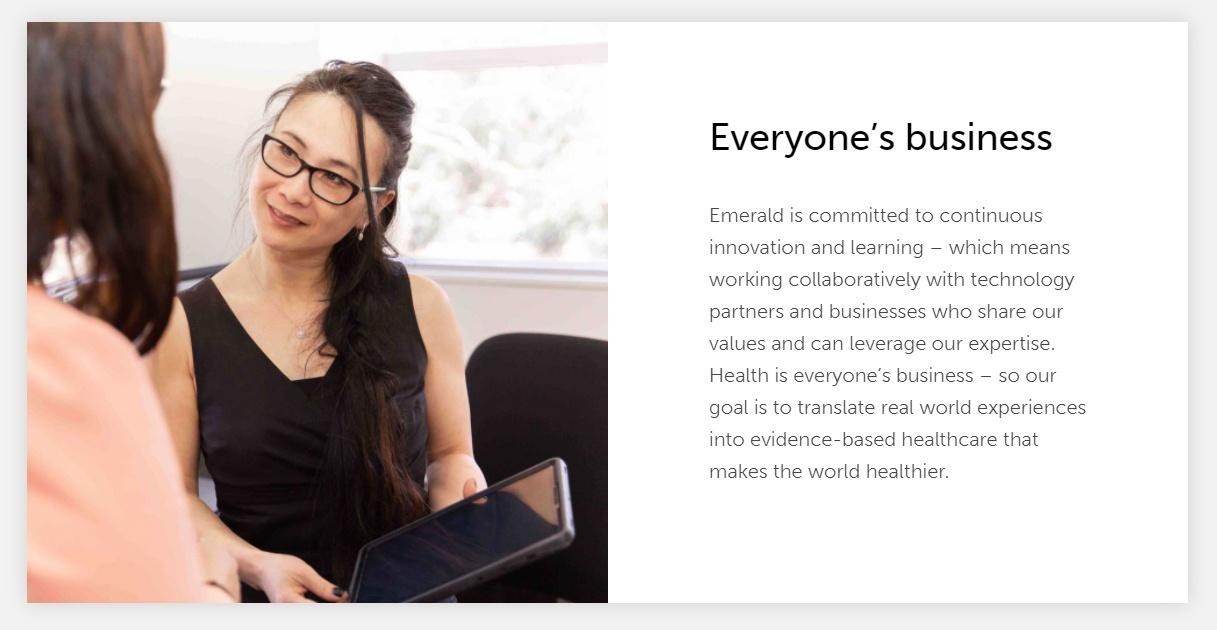 Everyone’s business
Emerald is committed to continuous
innovation and learning – which means
working collaboratively with technology
partners and businesses who share our
values and can leverage our expertise.
Health is everyone’s business – so our
goal is to translate real world experiences
into evidence-based healthcare that
makes the world healthier.